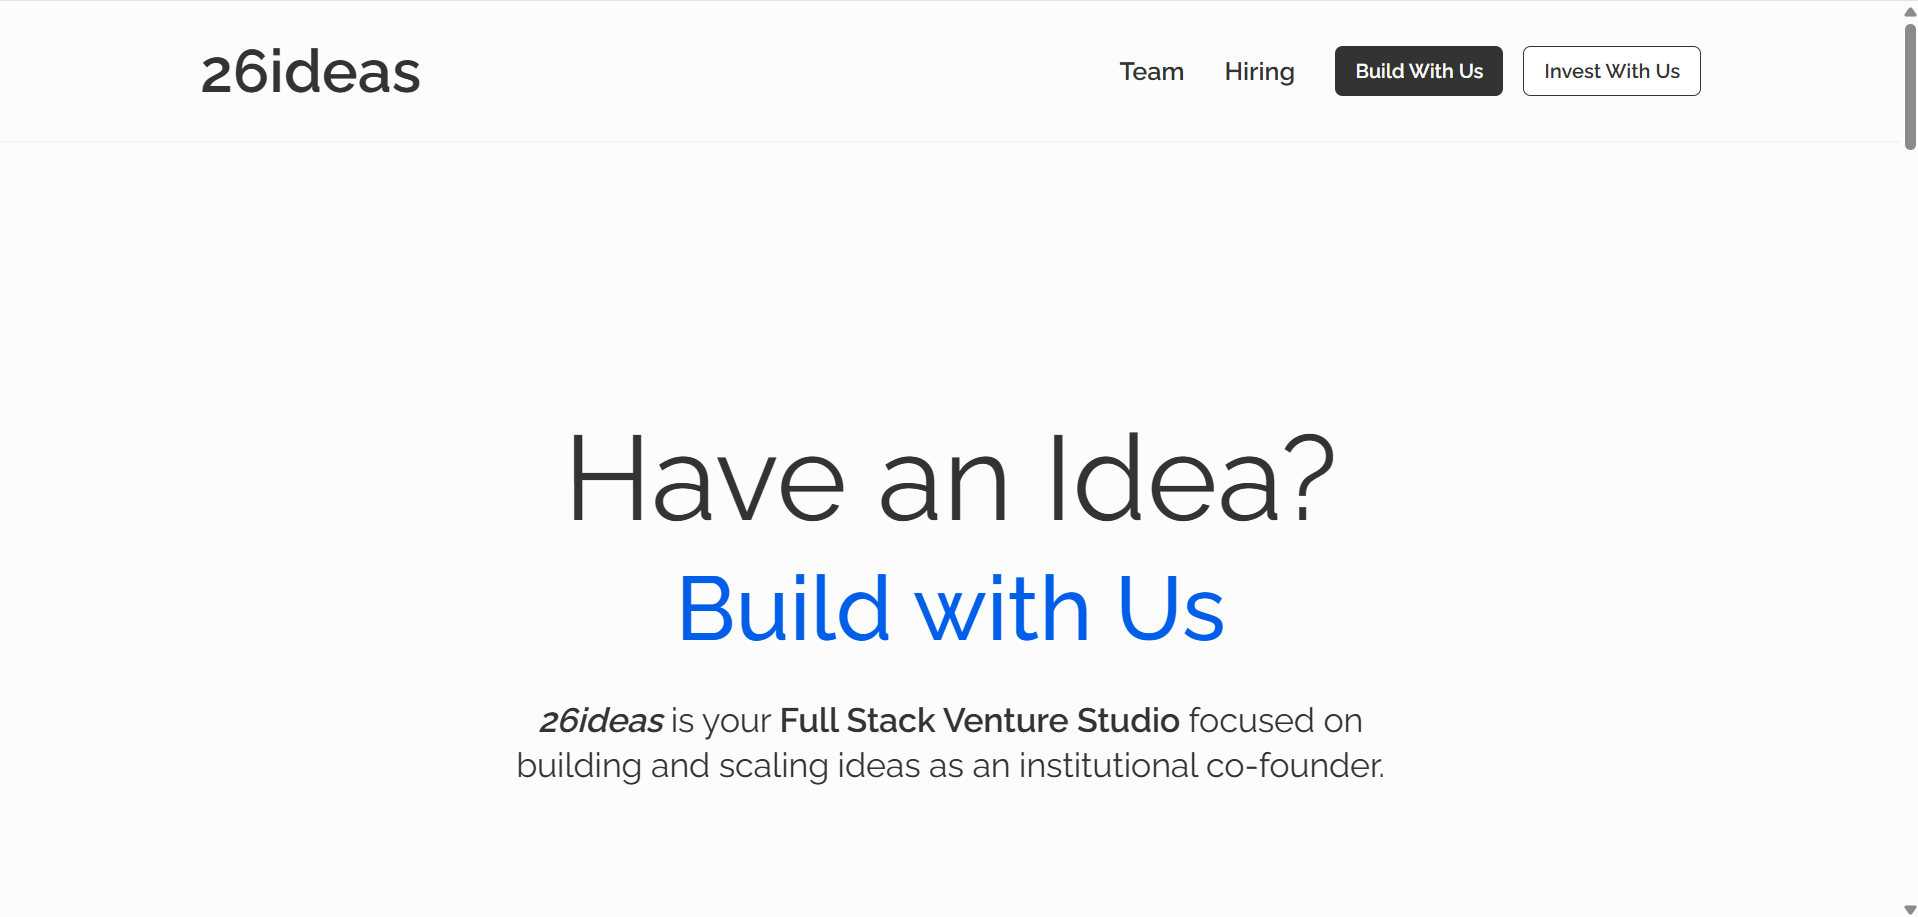 26ideas
Team Hiring Build With Us Invest With Us
Have an Idea?
Build with Us
26ideas is your Full Stack Venture Studio focused on
building and scaling ideas as an institutional co-founder.